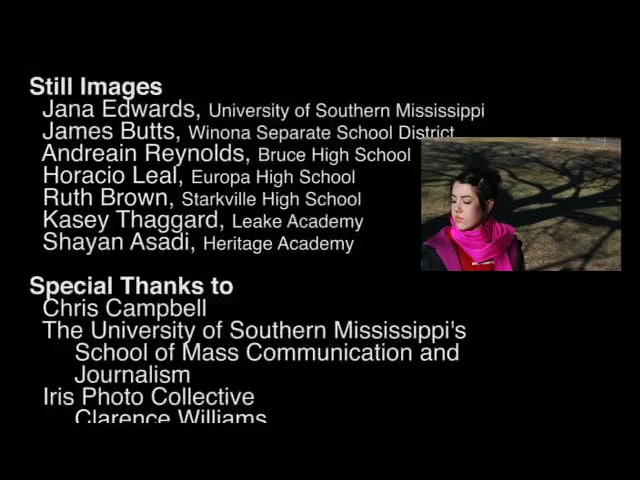 Still Images
Jana Edwards, University of Southern Mississippi
James Butts, Winona Separate School District
Andreain Reynolds, Bruce High School
Horacio Leal, Europa High School
Ruth Brown, Starkville High School
Kasey Thaggard, Leake Academy
Shayan Asadi, Heritage Academy
Special Thanks to
Chris Campbell
The University of Southern Mississippi's
School of Mass Communication and
Journalism
Iris Photo Collective
Clarence Williams